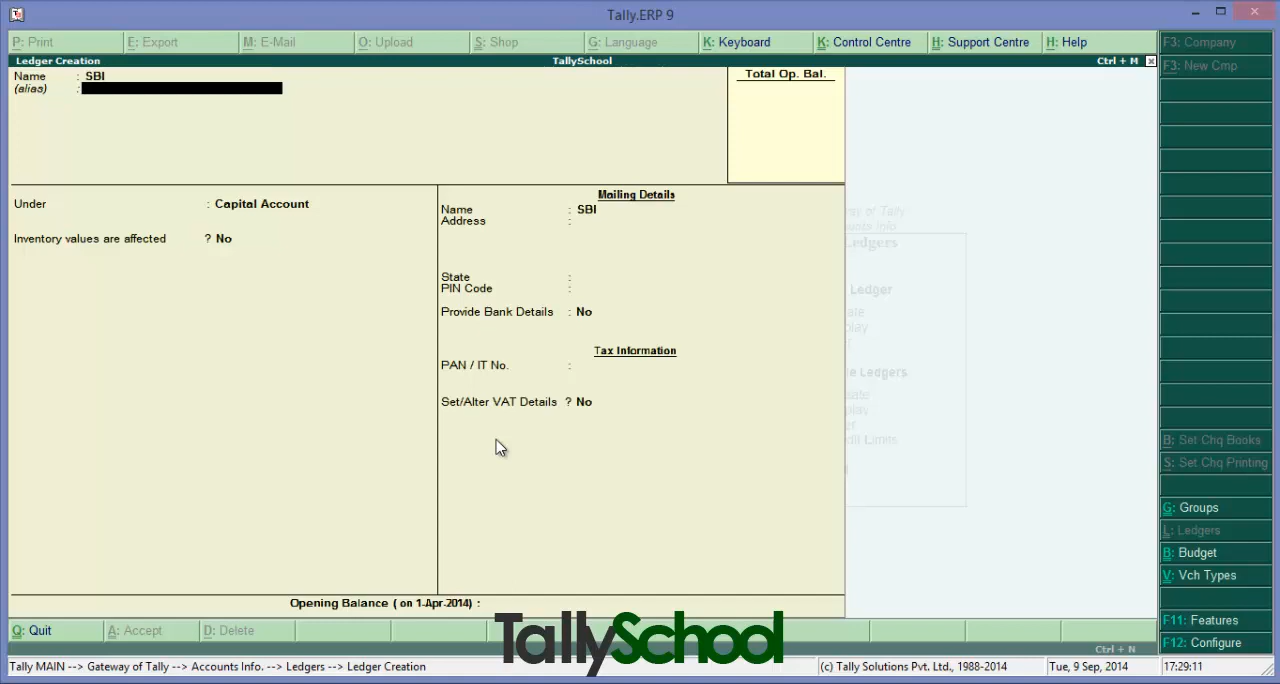 Tally.ERP 9
P: Print
E: Export
M: E-Mail
O: Upload
S: Shop
G: Language
K: Keyboard
K: Control Centre
H: Support Centre
H: Help
F3: Company
F3: New Cmp
Ledger Creation
TallySchool
Ctrl + M
Name : SBI
(alias) :
Total Op. Bal.
Under : Capital Account
Inventory values are affected ? No
Mailing Details
Name : SBI
Address :
State :
PIN Code :
Provide Bank Details : No
Tax Information
PAN / IT No. :
Set/Alter VAT Details ? No
Ledgers
Ledger
Ledgers
B: Set Chq Books
S: Set Chq Printing
G: Groups
L: Ledgers
B: Budget
V: Vch Types
F11: Features
F12: Configure
Opening Balance ( on 1-Apr-2014) :
Q: Quit
A: Accept
D: Delete
TallySchool
Ctrl + N
Tally MAIN --> Gateway of Tally --> Accounts Info. --> Ledgers --> Ledger Creation
(c) Tally Solutions Pvt. Ltd., 1988-2014
Tue, 9 Sep, 2014
17:29:11